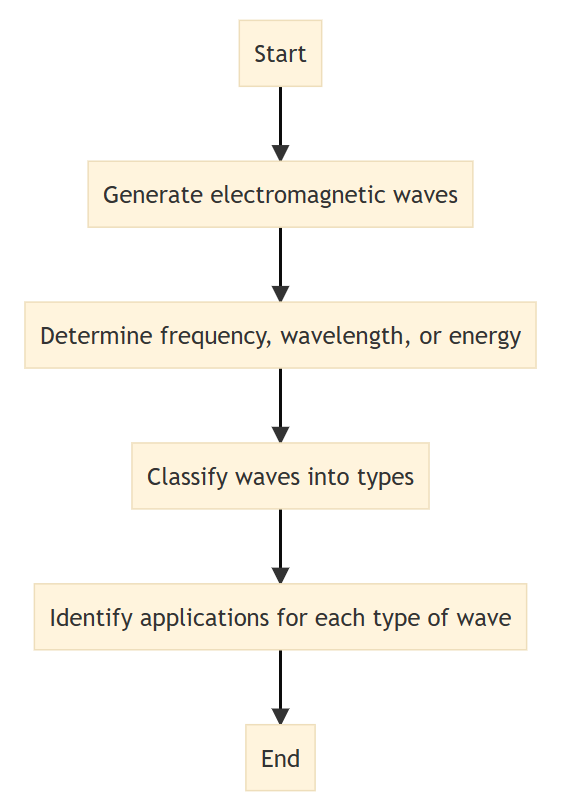 Start
Generate electromagnetic waves
Determine frequency, wavelength, or energy
Classify waves into types
Identify applications for each type of wave
End